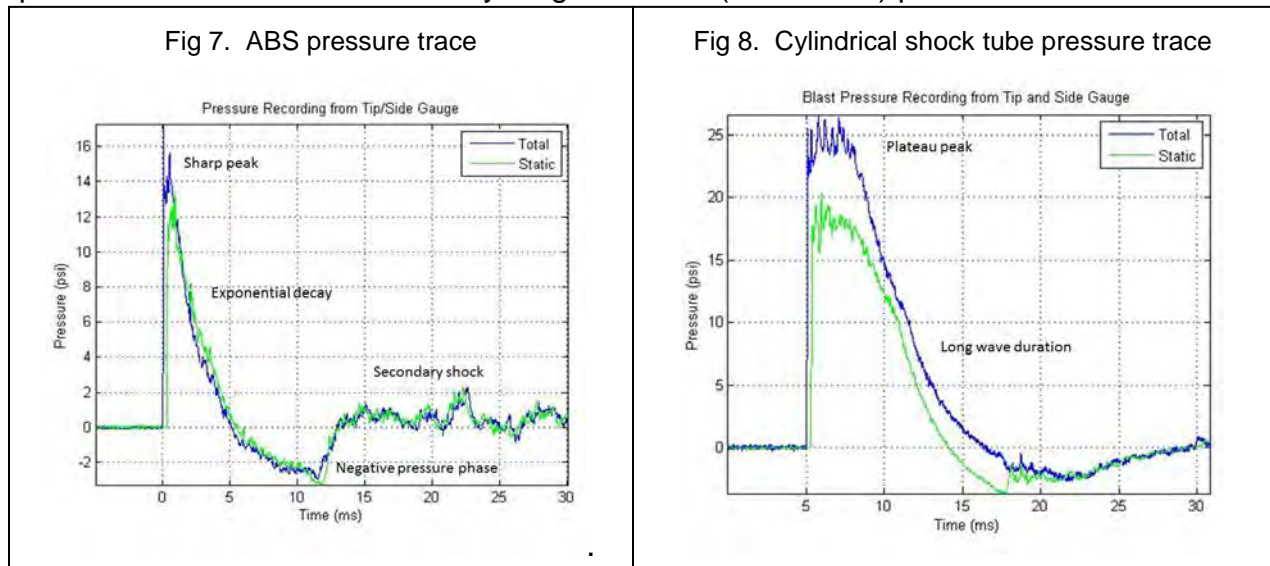 Fig 7. ABS pressure trace
Pressure Recording from Tip/Side Gauge
Total
Static
Sharp peak
Exponential decay
Secondary shock
Negative pressure phase
Pressure (psi)
16
14
12
10
8
6
4
2
0
-2
0 5 10 15 20 25 30
Time (ms)
.
Fig 8. Cylindrical shock tube pressure trace
Blast Pressure Recording from Tip and Side Gauge
Total
Static
Plateau peak
Long wave duration
Pressure (psi)
25
20
15
10
5
0
5 10 15 20 25 30
Time (ms)